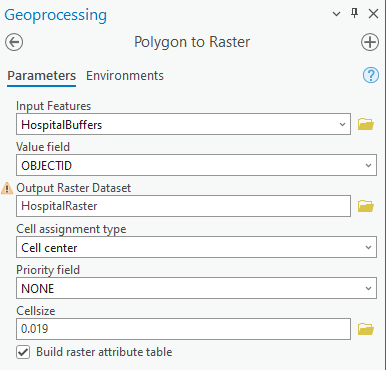 Geoprocessing
Polygon to Raster
Parameters Environments
Input Features
HospitalBuffers
Value field
OBJECTID
Output Raster Dataset
HospitalRaster
Cell assignment type
Cell center
Priority field
NONE
Cellsize
0.019
Build raster attribute table